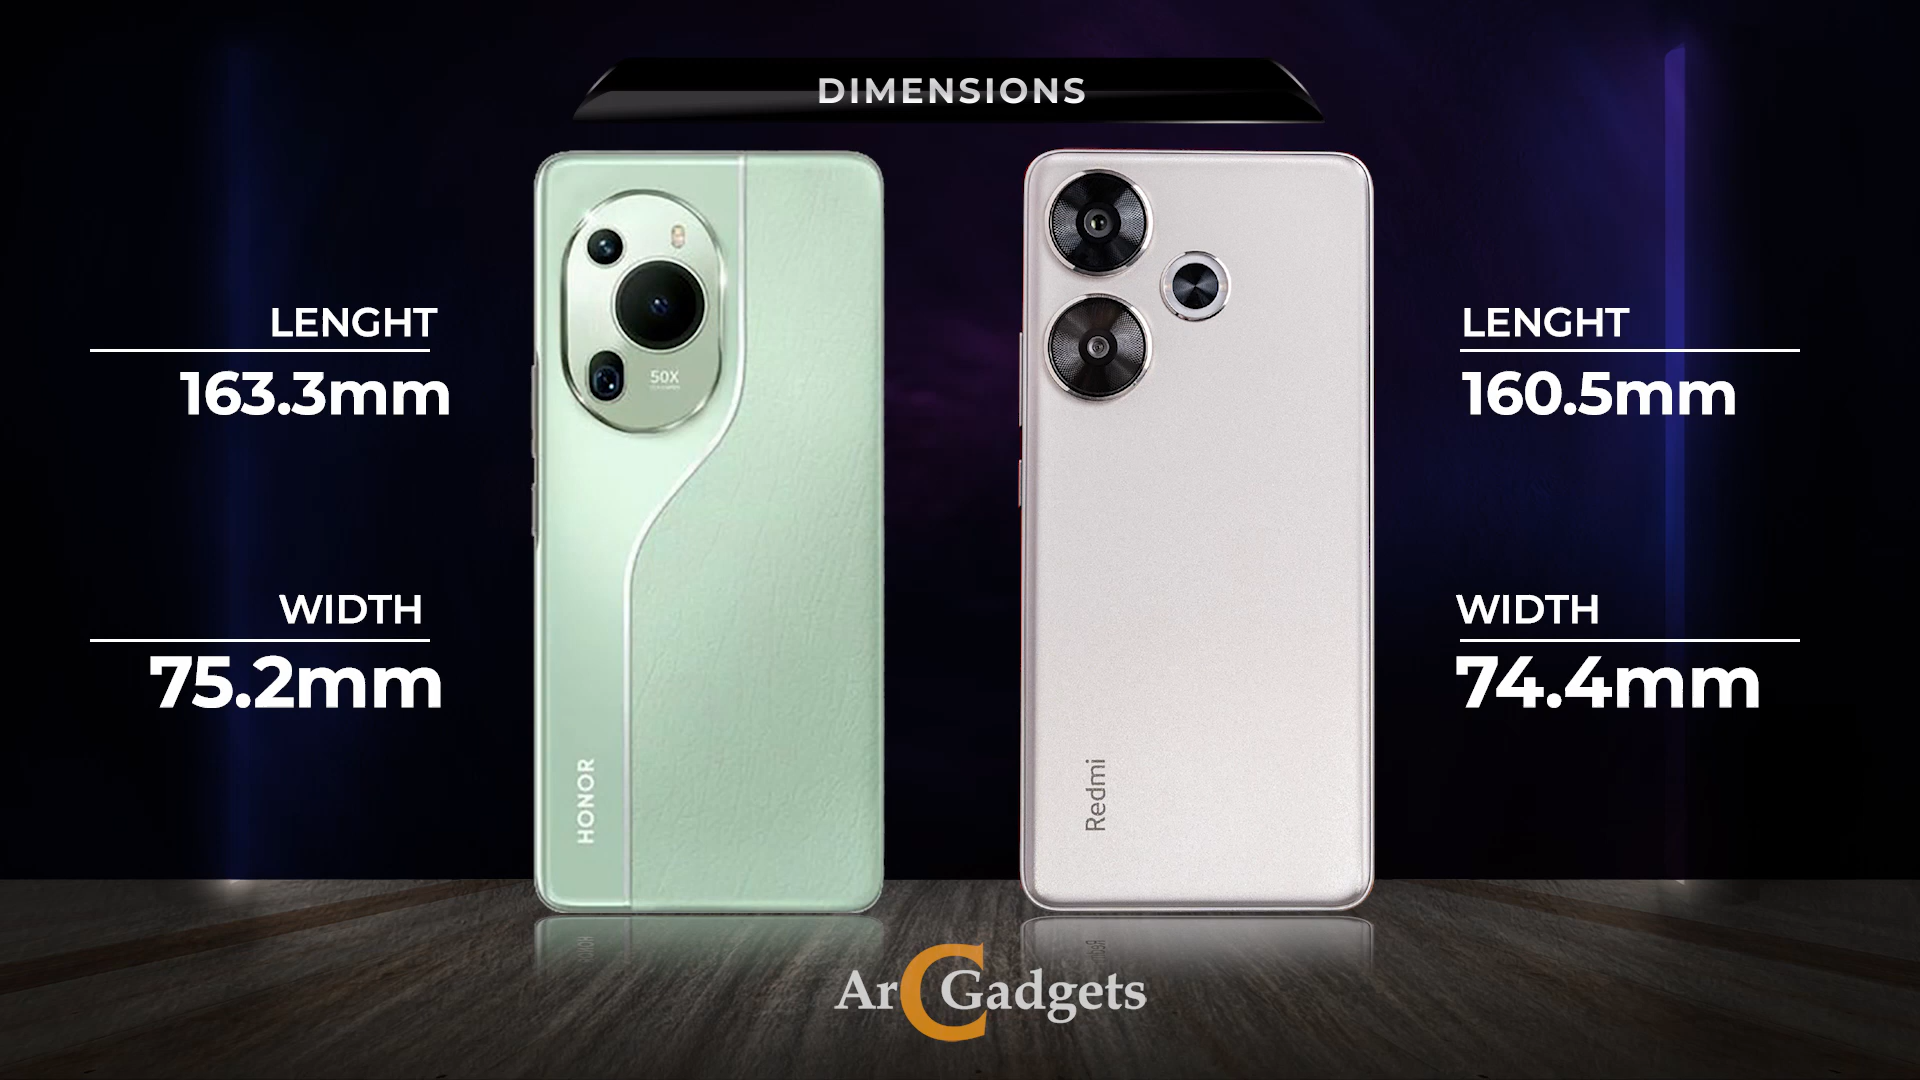 DIMENSIONS
LENGHT
163.3mm
WIDTH
75.2mm
50X
HONOR
Redmi
LENGHT
160.5mm
WIDTH
74.4mm
ArCGadgets